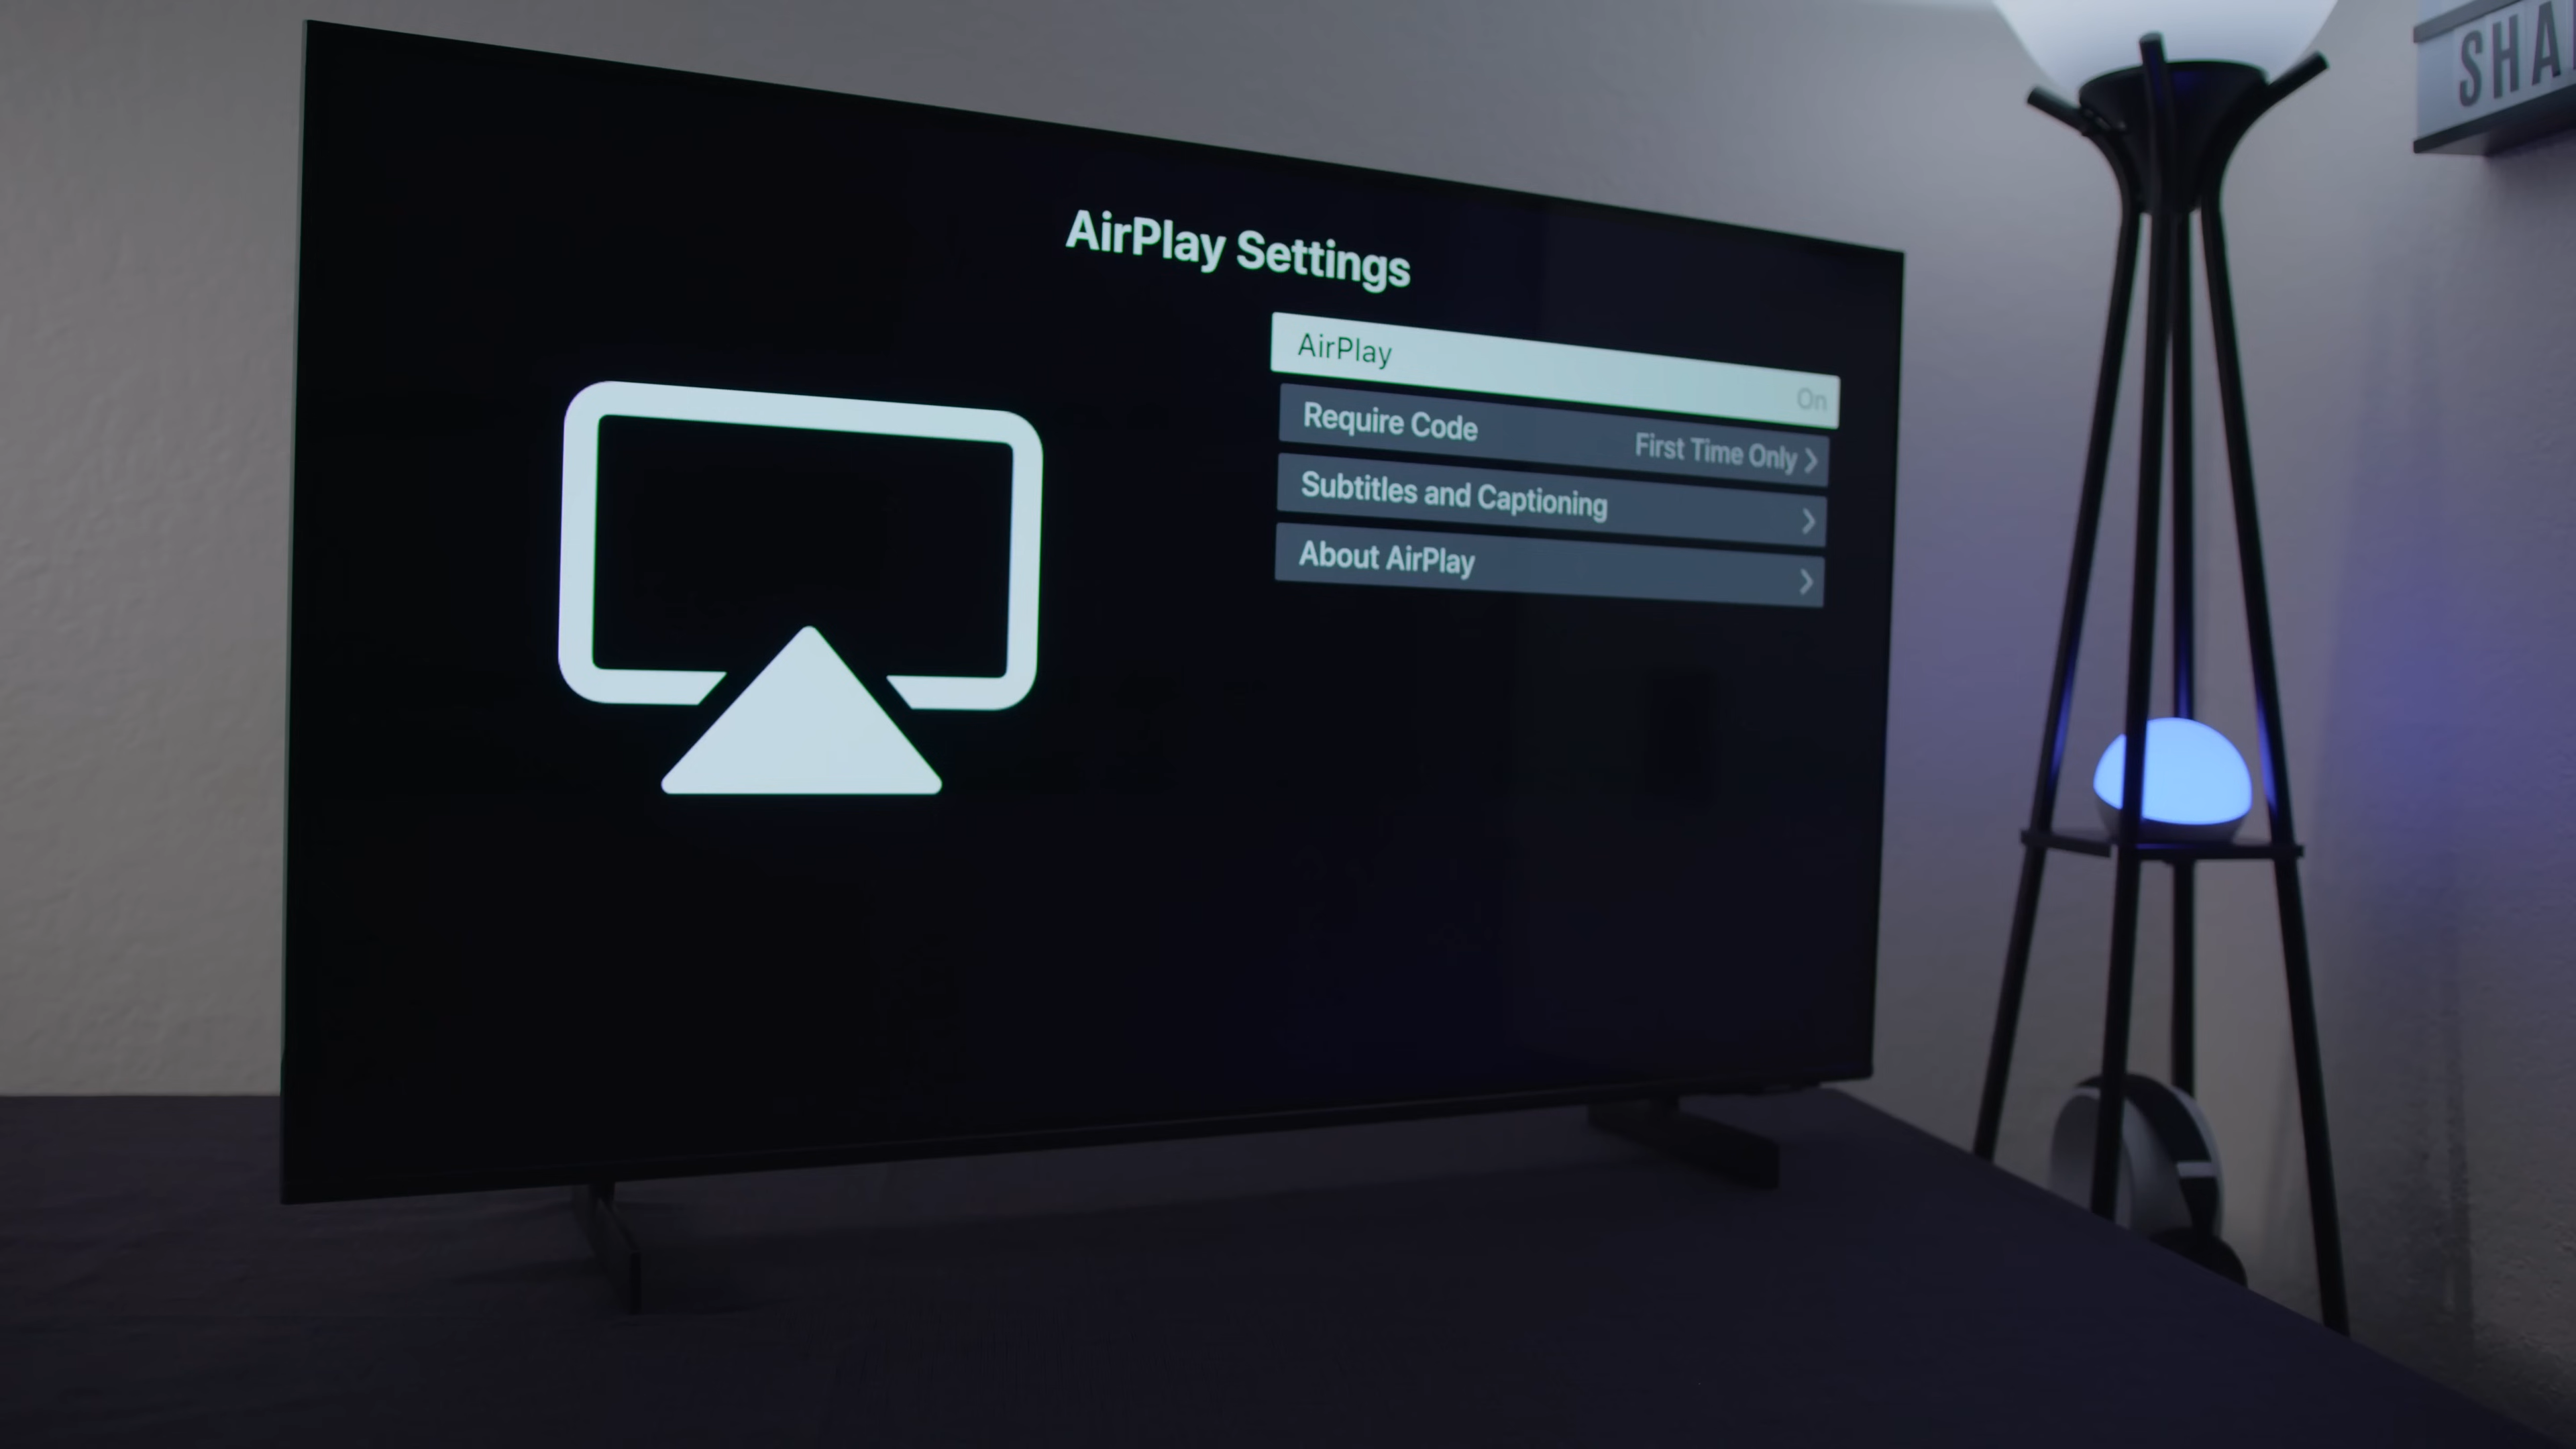 AirPlay Settings
AirPlay On
Require Code First Time Only
Subtitles and Captioning
About AirPlay
SHA